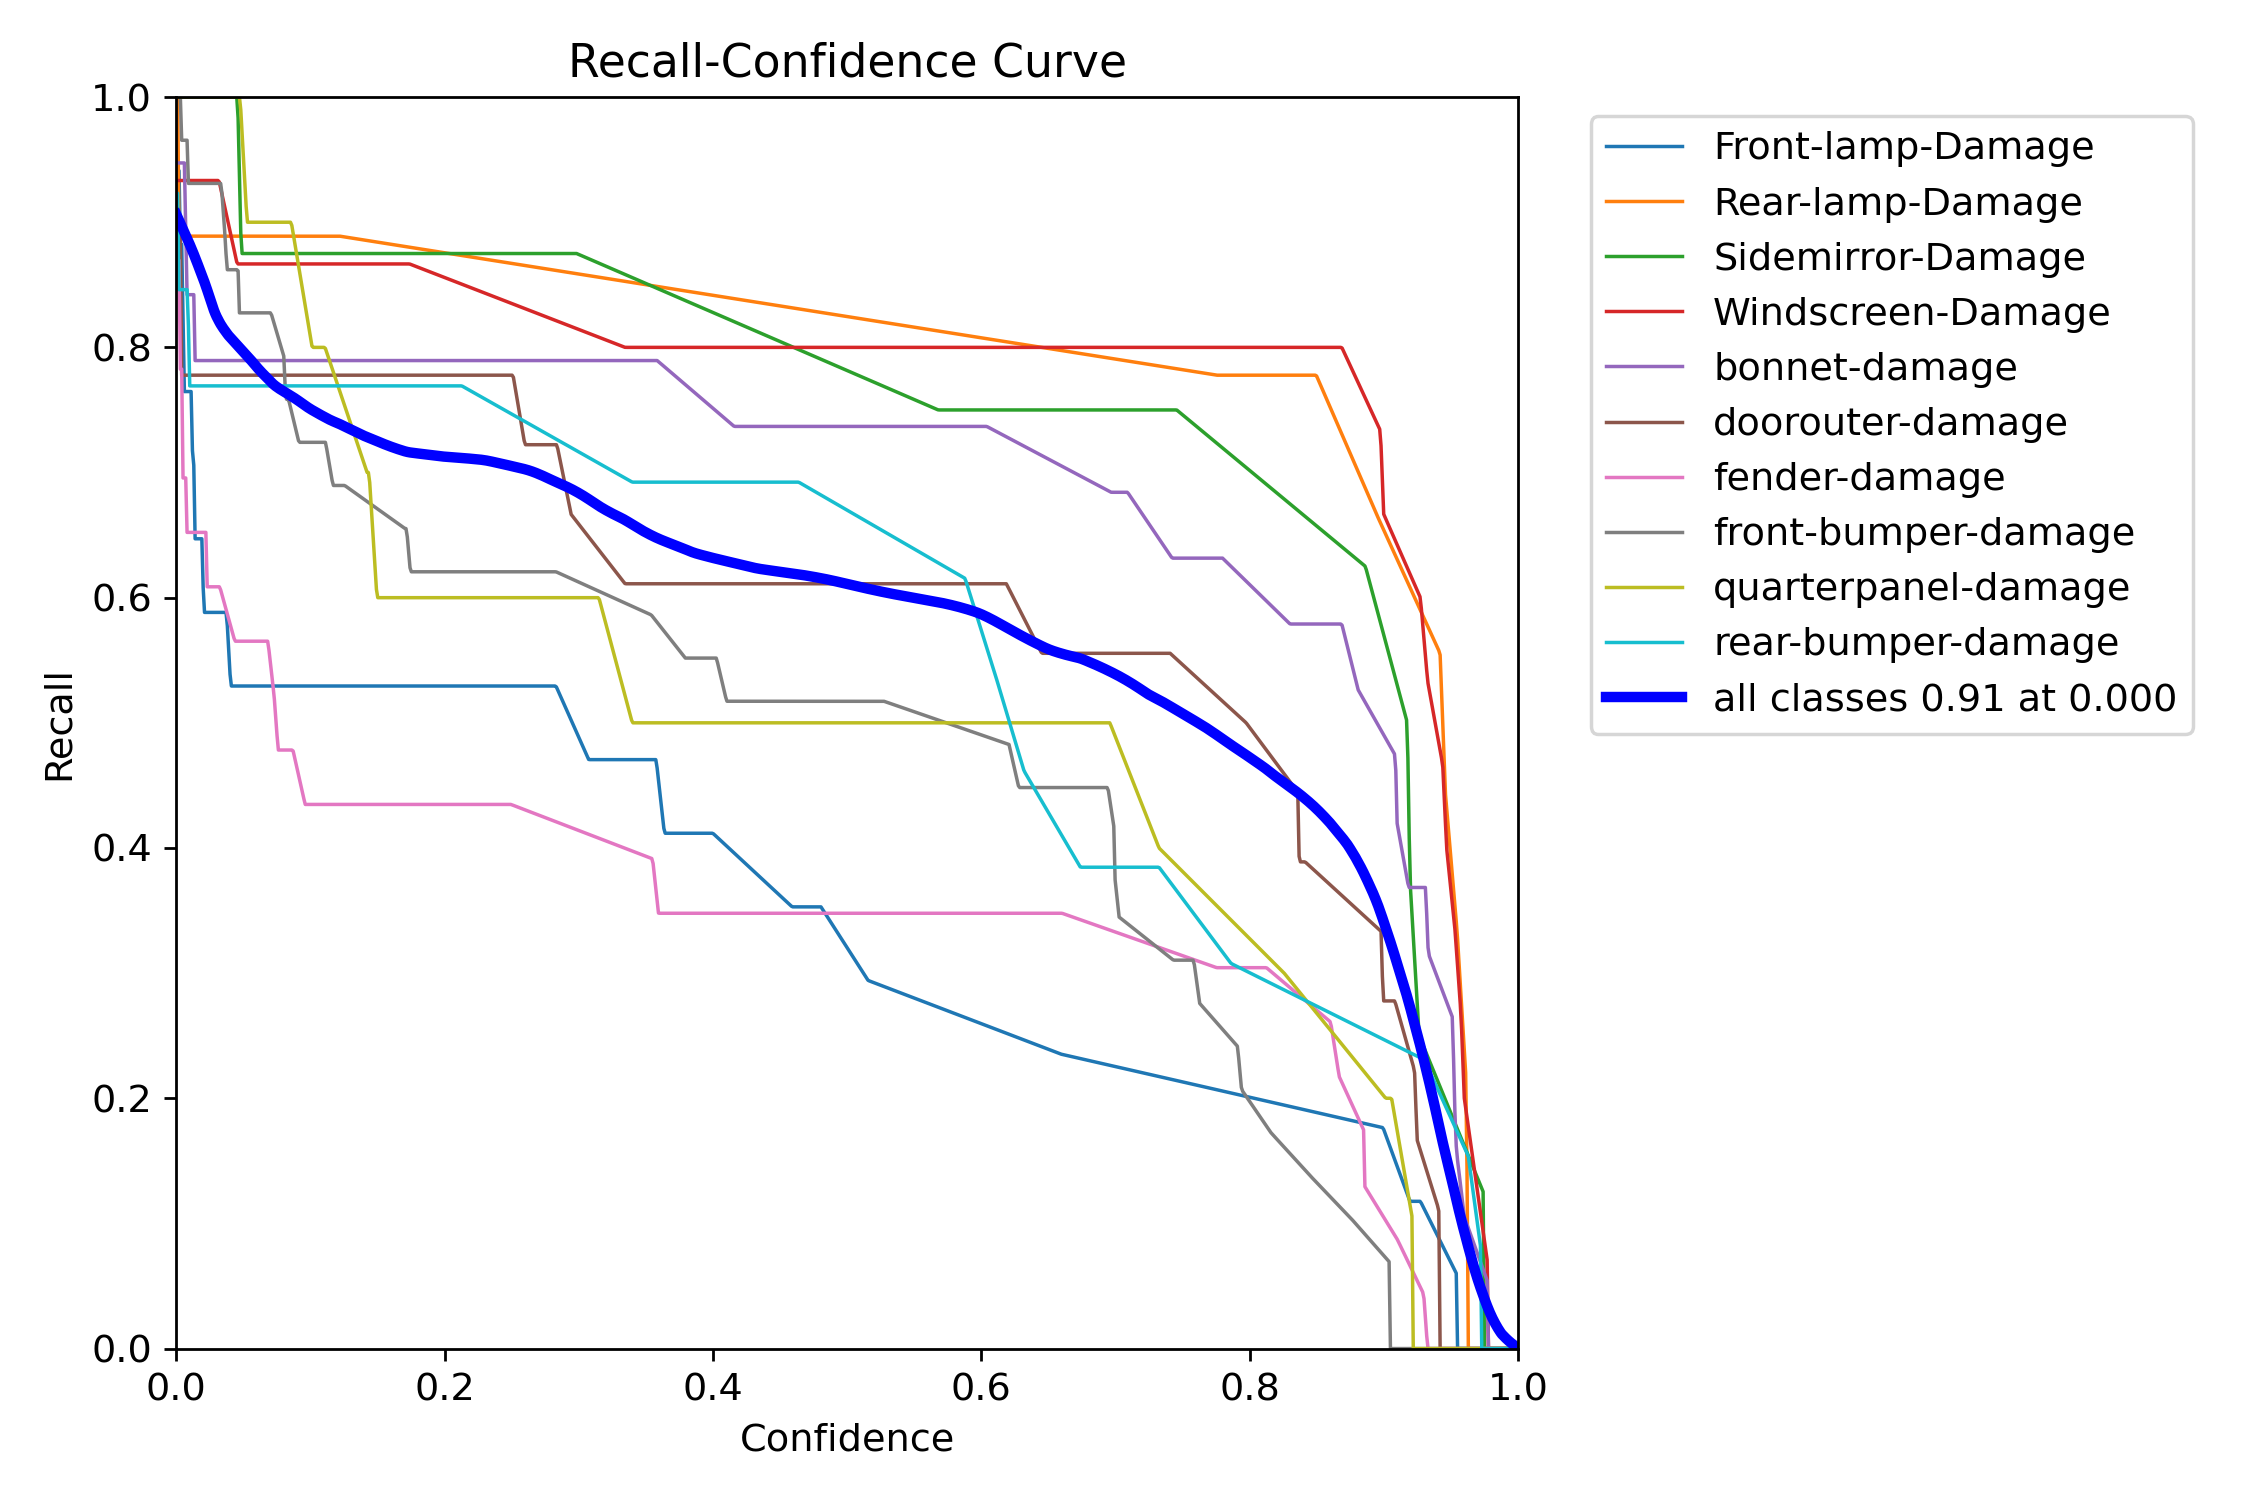 Recall-Confidence Curve
1.0
0.8
0.6
0.4
0.2
0.0
Recall
0.0 0.2 0.4 0.6 0.8 1.0
Confidence
Front-lamp-Damage
Rear-lamp-Damage
Sidemirror-Damage
Windscreen-Damage
bonnet-damage
doorouter-damage
fender-damage
front-bumper-damage
quarterpanel-damage
rear-bumper-damage
all classes 0.91 at 0.000